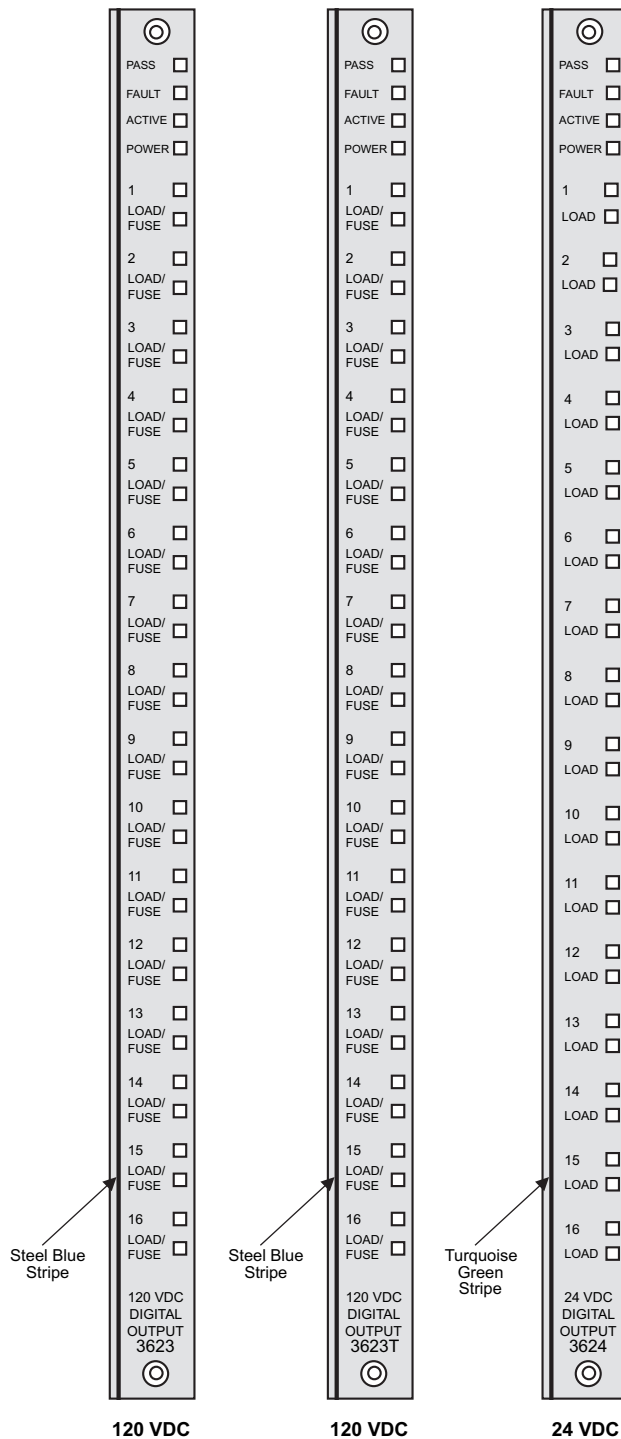 PASS
FAULT
ACTIVE
POWER
1
LOAD/
FUSE
2
LOAD/
FUSE
3
LOAD/
FUSE
4
LOAD/
FUSE
5
LOAD/
FUSE
6
LOAD/
FUSE
7
LOAD/
FUSE
8
LOAD/
FUSE
9
LOAD/
FUSE
10
LOAD/
FUSE
11
LOAD/
FUSE
12
LOAD/
FUSE
13
LOAD/
FUSE
14
LOAD/
FUSE
15
LOAD/
FUSE
16
LOAD/
FUSE
120 VDC
DIGITAL
OUTPUT
3623
Steel Blue
Stripe
120 VDC
PASS
FAULT
ACTIVE
POWER
1
LOAD/
FUSE
2
LOAD/
FUSE
3
LOAD/
FUSE
4
LOAD/
FUSE
5
LOAD/
FUSE
6
LOAD/
FUSE
7
LOAD/
FUSE
8
LOAD/
FUSE
9
LOAD/
FUSE
10
LOAD/
FUSE
11
LOAD/
FUSE
12
LOAD/
FUSE
13
LOAD/
FUSE
14
LOAD/
FUSE
15
LOAD/
FUSE
16
LOAD/
FUSE
120 VDC
DIGITAL
OUTPUT
3623T
Steel Blue
Stripe
120 VDC
PASS
FAULT
ACTIVE
POWER
1
LOAD
2
LOAD
3
LOAD
4
LOAD
5
LOAD
6
LOAD
7
LOAD
8
LOAD
9
LOAD
10
LOAD
11
LOAD
12
LOAD
13
LOAD
14
LOAD
15
LOAD
16
LOAD
24 VDC
DIGITAL
OUTPUT
3624
Turquoise
Green
Stripe
24 VDC